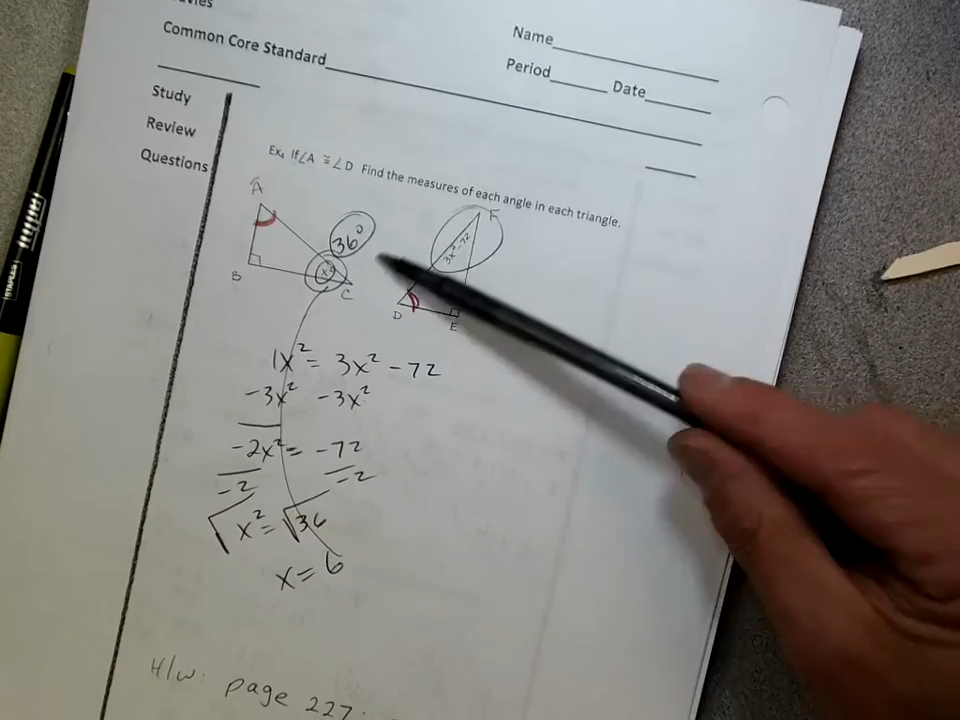 Common Core Standard
Name
Period Date
Study
Review
Questions
Ex4 If∠A ≅ ∠D Find the measures of each angle in each triangle.
A
B
C
x²
36°
F
3x²-72
D
E
1x² = 3x² - 72
-3x² -3x²
-2x² = -72
-2 -2
√x² = √36
x = 6
H/w: page 227:
STAEDTLER